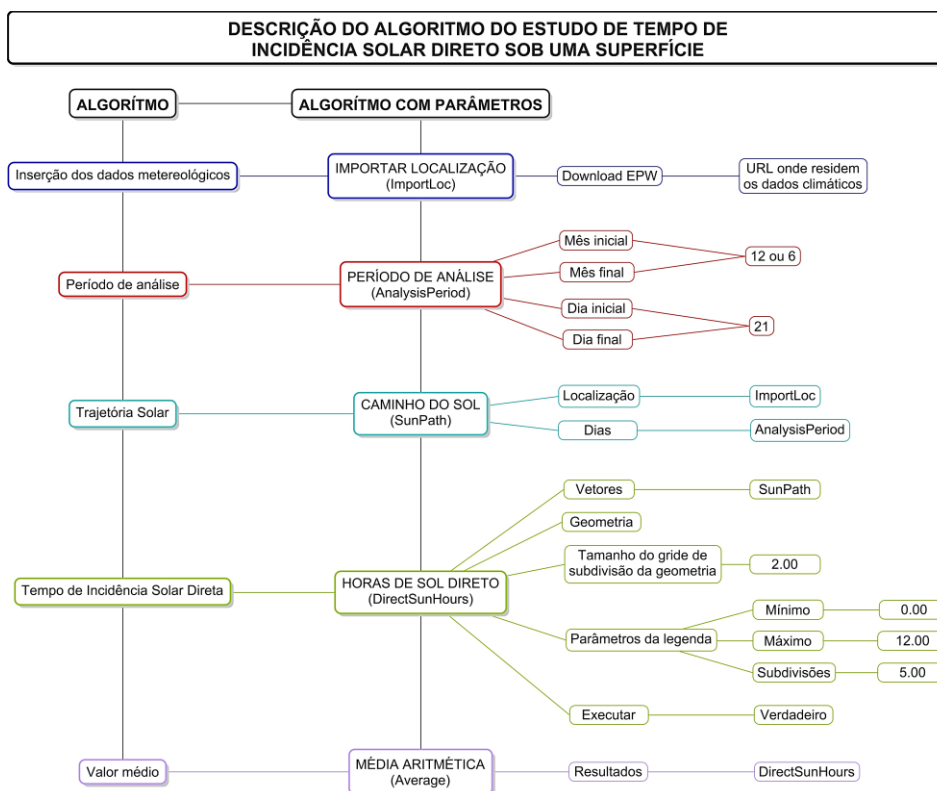 DESCRIÇÃO DO ALGORITMO DO ESTUDO DE TEMPO DE
INCIDÊNCIA SOLAR DIRETO SOB UMA SUPERFÍCIE
ALGORÍTMO
ALGORÍTMO COM PARÂMETROS
Inserção dos dados metereológicos
IMPORTAR LOCALIZAÇÃO
(ImportLoc)
Download EPW
URL onde residem
os dados climáticos
Período de análise
PERÍODO DE ANÁLISE
(AnalysisPeriod)
Mês inicial
Mês final
12 ou 6
Dia inicial
Dia final
21
Trajetória Solar
CAMINHO DO SOL
(SunPath)
Localização
ImportLoc
Dias
AnalysisPeriod
Tempo de Incidência Solar Direta
HORAS DE SOL DIRETO
(DirectSunHours)
Vetores
SunPath
Geometria
Tamanho do gride de
subdivisão da geometria
2.00
Parâmetros da legenda
Mínimo
0.00
Máximo
12.00
Subdivisões
5.00
Executar
Verdadeiro
Valor médio
MÉDIA ARITMÉTICA
(Average)
Resultados
DirectSunHours